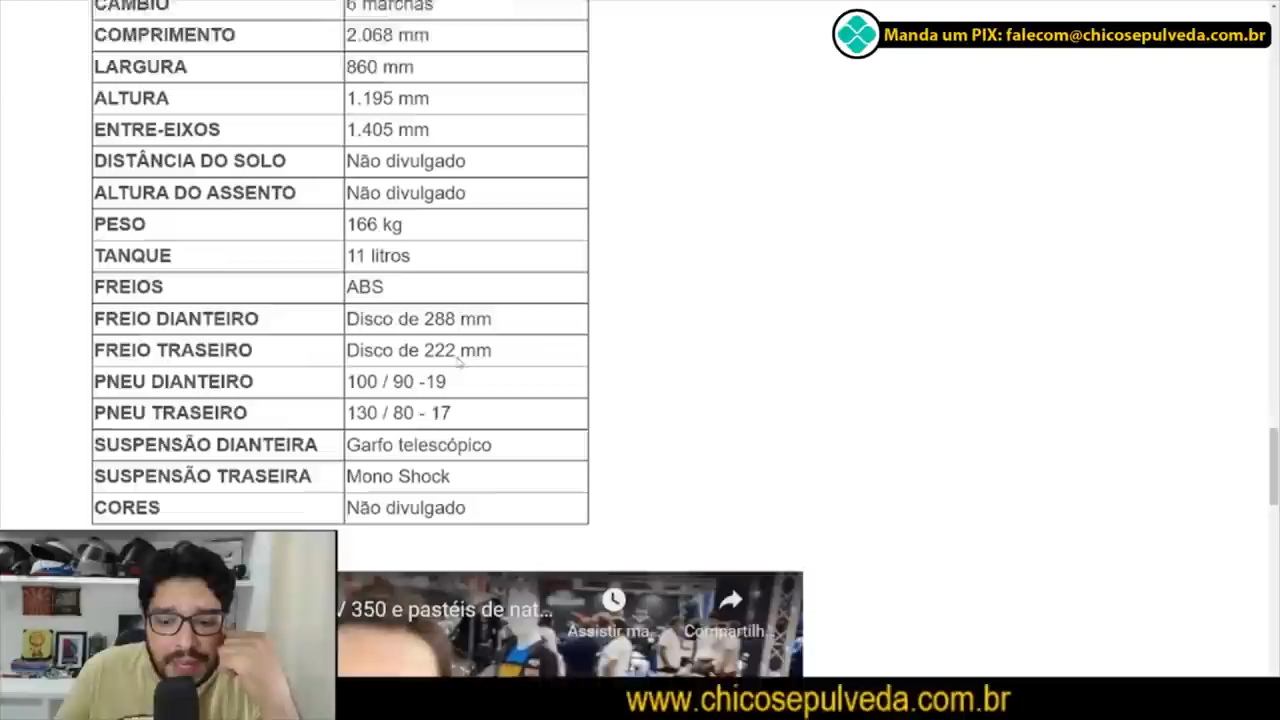 CÂMBIO 6 marchas
COMPRIMENTO 2.068 mm
LARGURA 860 mm
ALTURA 1.195 mm
ENTRE-EIXOS 1.405 mm
DISTÂNCIA DO SOLO Não divulgado
ALTURA DO ASSENTO Não divulgado
PESO 166 kg
TANQUE 11 litros
FREIOS ABS
FREIO DIANTEIRO Disco de 288 mm
FREIO TRASEIRO Disco de 222 mm
PNEU DIANTEIRO 100 / 90 -19
PNEU TRASEIRO 130 / 80 - 17
SUSPENSÃO DIANTEIRA Garfo telescópico
SUSPENSÃO TRASEIRA Mono Shock
CORES Não divulgado
Manda um PIX: falecom@chicosepulveda.com.br
350 e pastéis de nat...
Assistir ma...
Compartilh...
www.chicosepulveda.com.br